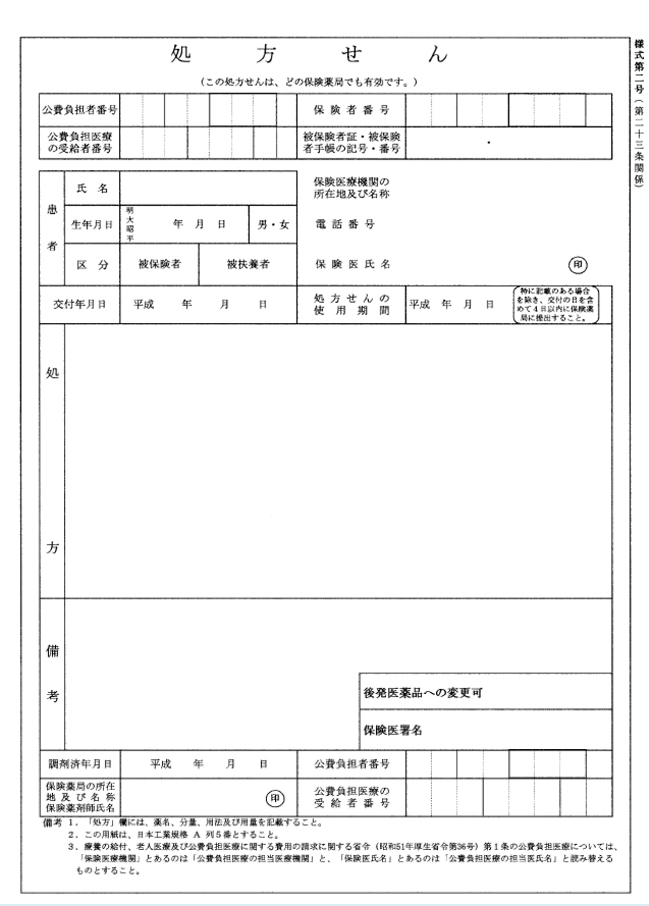 処方せん
(この処方せんは、どの保険薬局でも有効です。)
公費負担者番号
保険者番号
公費負担医療
の受給者番号
被保険者証・被保険
者手帳の記号・番号
・
患者
氏名
生年月日
明
大
昭
平
年 月 日
男・女
区分
被保険者
被扶養者
保険医療機関の
所在地及び名称
電話番号
保険医氏名
印
交付年月日
平成 年 月 日
処方せんの
使用期間
平成 年 月 日
特に記載のある場合
を除き、交付の日を含
めて4日以内に保険薬
局に提出すること。
処方
備考
後発医薬品への変更可
保険医署名
調剤済年月日
平成 年 月 日
公費負担者番号
保険薬局の所在
地及び名称
保険薬剤師氏名
印
公費負担医療の
受給者番号
備考 1.「処方」欄には、薬名、分量、用法及び用量を記載すること。
2.この用紙は、日本工業規格 A 列5番とすること。
3.療養の給付、老人医療及び公費負担医療に関する費用の請求に関する省令(昭和51年厚生省令第36号)第1条の公費負担医療については、
「保険医療機関」とあるのは「公費負担医療の担当医療機関」と、「保険医氏名」とあるのは「公費負担医療の担当医氏名」と読み替える
ものとすること。
様式第二号(第二十三条関係)